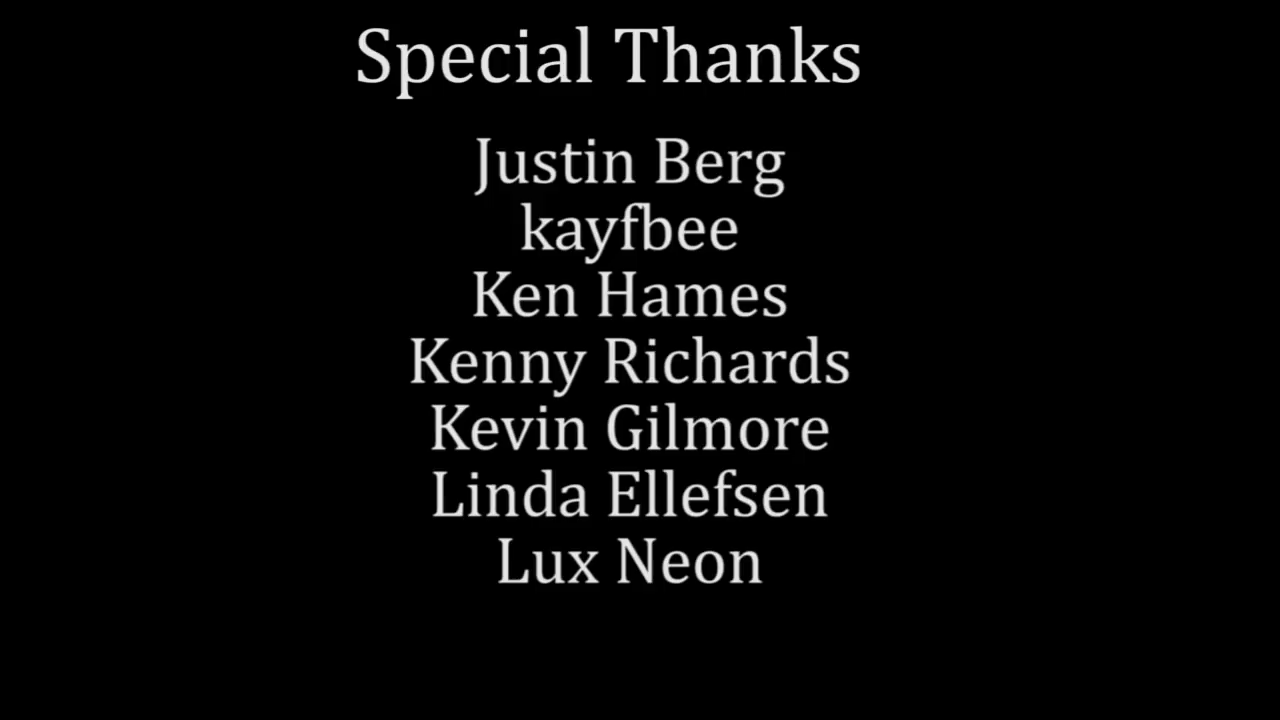 Special Thanks
Justin Berg
kayfbee
Ken Hames
Kenny Richards
Kevin Gilmore
Linda Ellefsen
Lux Neon